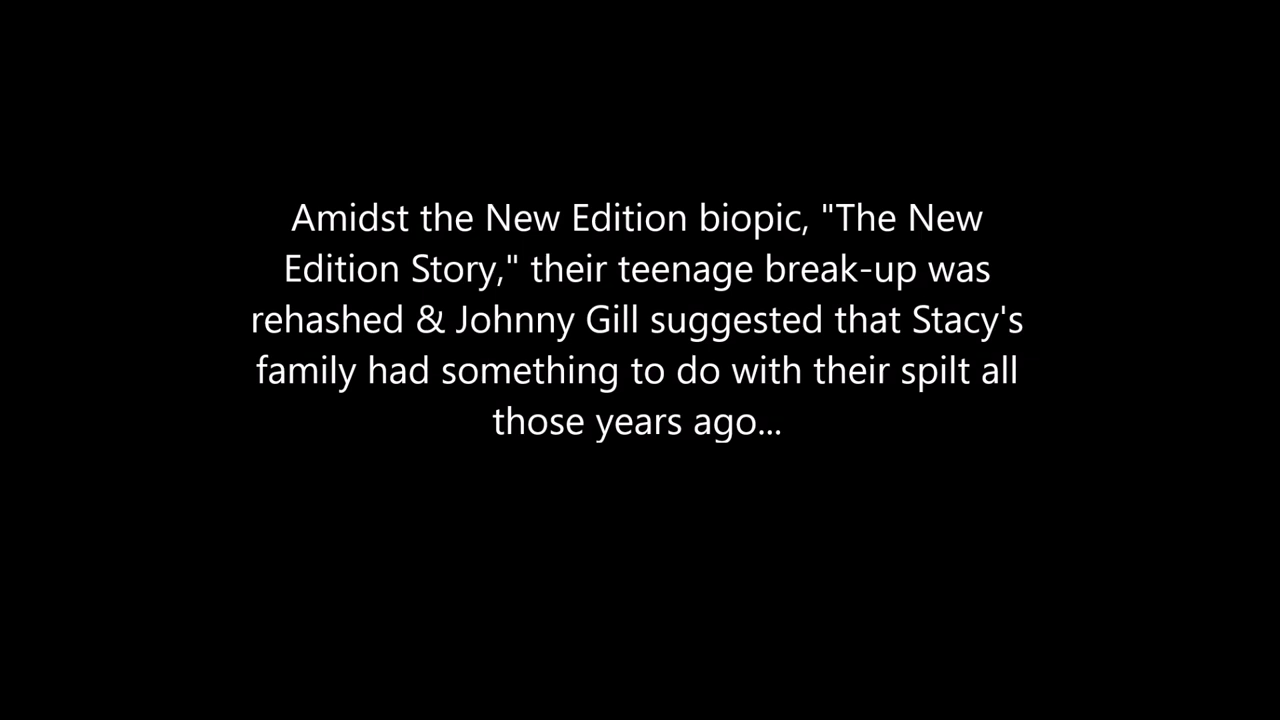 Amidst the New Edition biopic, "The New
Edition Story," their teenage break-up was
rehashed & Johnny Gill suggested that Stacy's
family had something to do with their spilt all
those years ago...